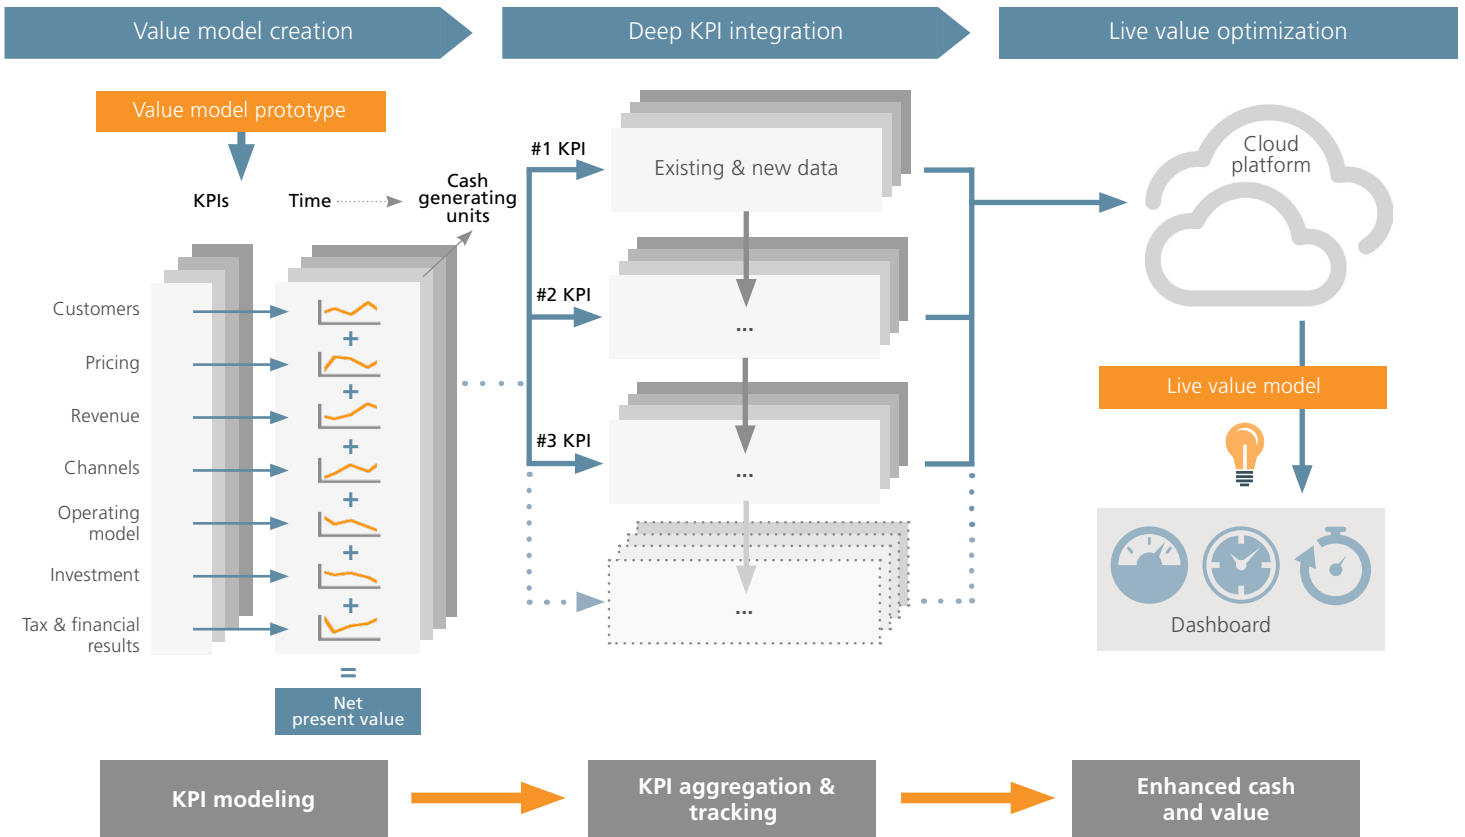 Value model creation
Deep KPI integration
Live value optimization
Value model prototype
KPIs
Time
Cash
generating
units
Customers
Pricing
Revenue
Channels
Operating
model
Investment
Tax & financial
results
+
+
+
+
+
+
=
Net
present value
#1 KPI
Existing & new data
#2 KPI
...
#3 KPI
...
...
Cloud
platform
Live value model
Dashboard
KPI modeling
KPI aggregation &
tracking
Enhanced cash
and value